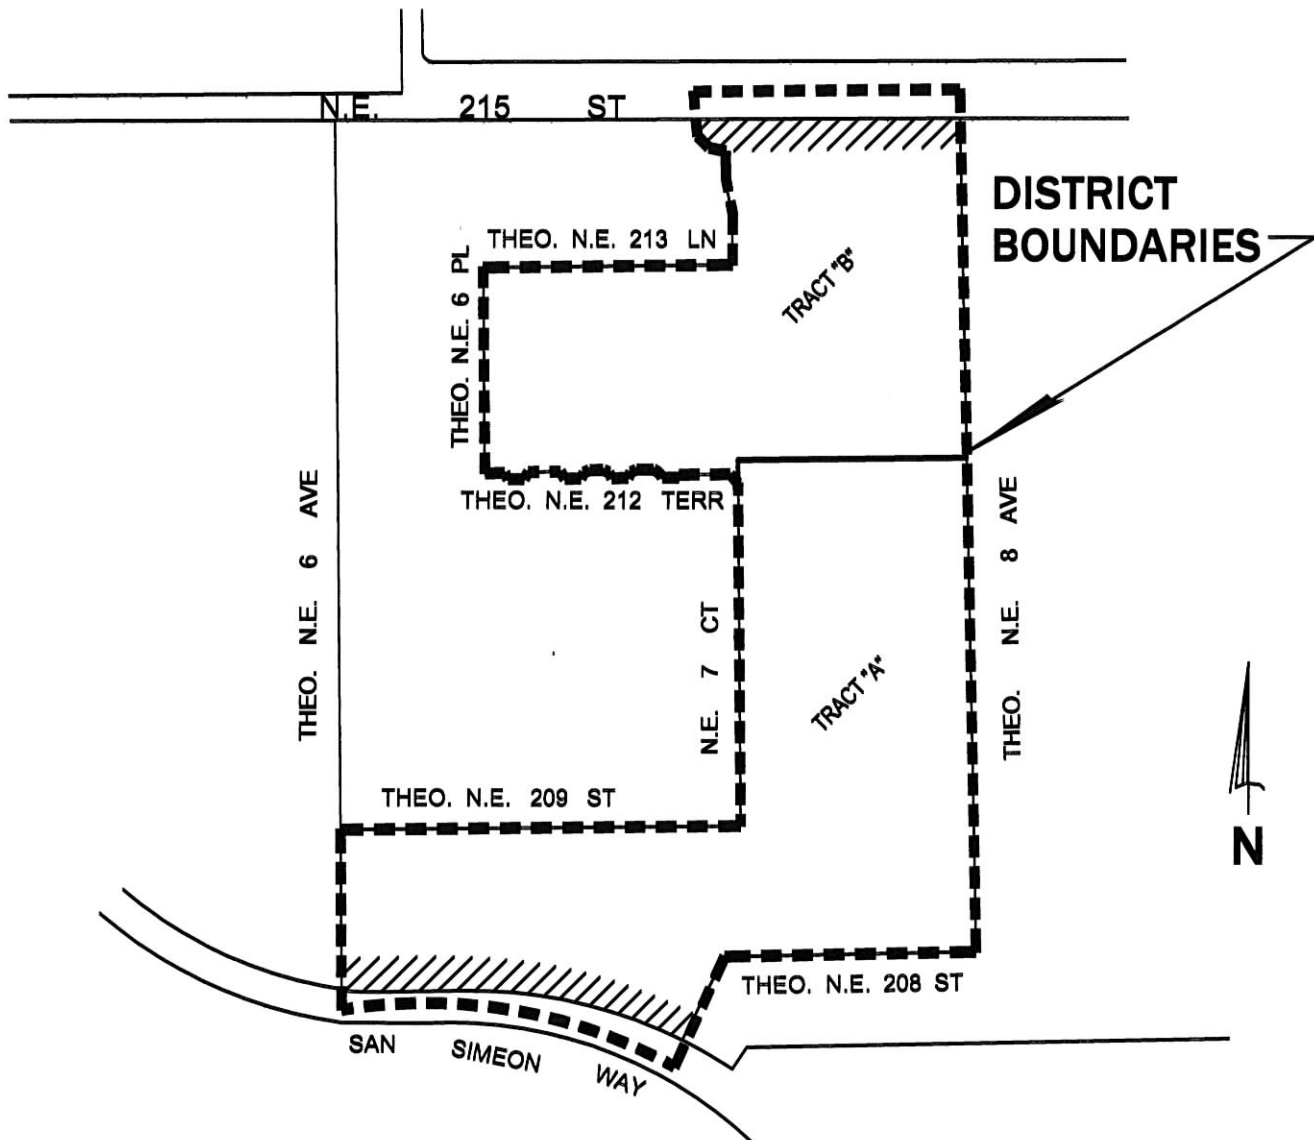 N.E. 215 ST
DISTRICT
BOUNDARIES
THEO. N.E. 213 LN
THEO. N.E. 6 PL
TRACT "B"
THEO. N.E. 212 TERR
THEO. N.E. 6 AVE
N.E. 7 CT
TRACT "A"
THEO. N.E. 8 AVE
THEO. N.E. 209 ST
N
THEO. N.E. 208 ST
SAN SIMEON WAY